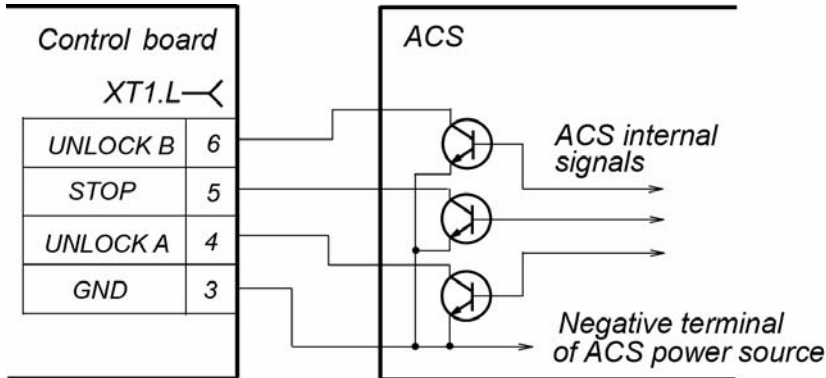 Control board
ACS
XT1.L
UNLOCK B 6
STOP 5
UNLOCK A 4
GND 3
ACS internal
signals
Negative terminal
of ACS power source